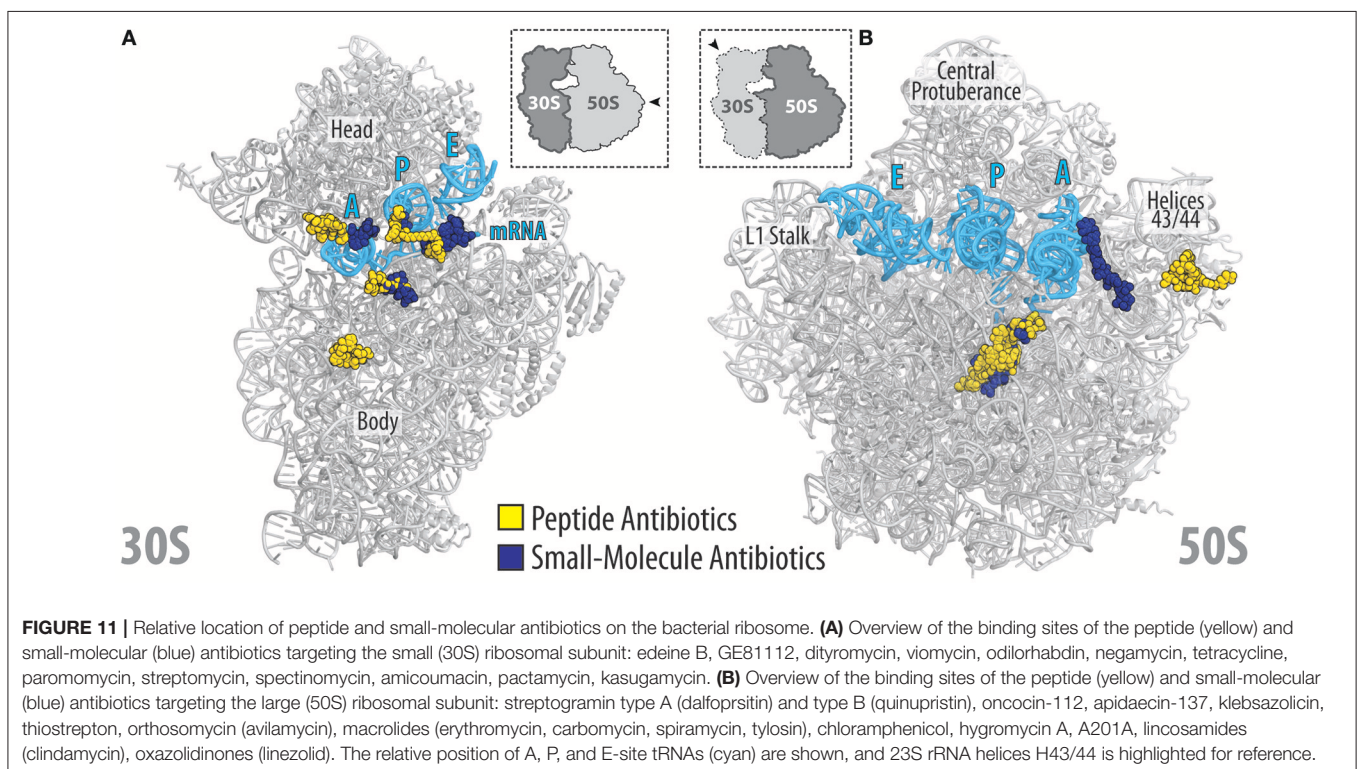 A
30S
50S
30S
50S
B
Central
Protuberance
Head
E
P
A
mRNA
E
P
A
Helices
43/44
L1 Stalk
Body
30S
Peptide Antibiotics
Small-Molecule Antibiotics
50S
FIGURE 11 | Relative location of peptide and small-molecular antibiotics on the bacterial ribosome. (A) Overview of the binding sites of the peptide (yellow) and
small-molecular (blue) antibiotics targeting the small (30S) ribosomal subunit: edeine B, GE81112, dityromycin, viomycin, odilorhabdin, negamycin, tetracycline,
paromomycin, streptomycin, spectinomycin, amicoumacin, pactamycin, kasugamycin. (B) Overview of the binding sites of the peptide (yellow) and small-molecular
(blue) antibiotics targeting the large (50S) ribosomal subunit: streptogramin type A (dalfoprsitin) and type B (quinupristin), oncocin-112, apidaecin-137, klebsazolicin,
thiostrepton, orthosomycin (avilamycin), macrolides (erythromycin, carbomycin, spiramycin, tylosin), chloramphenicol, hygromycin A, A201A, lincosamides
(clindamycin), oxazolidinones (linezolid). The relative position of A, P, and E-site tRNAs (cyan) are shown, and 23S rRNA helices H43/44 is highlighted for reference.